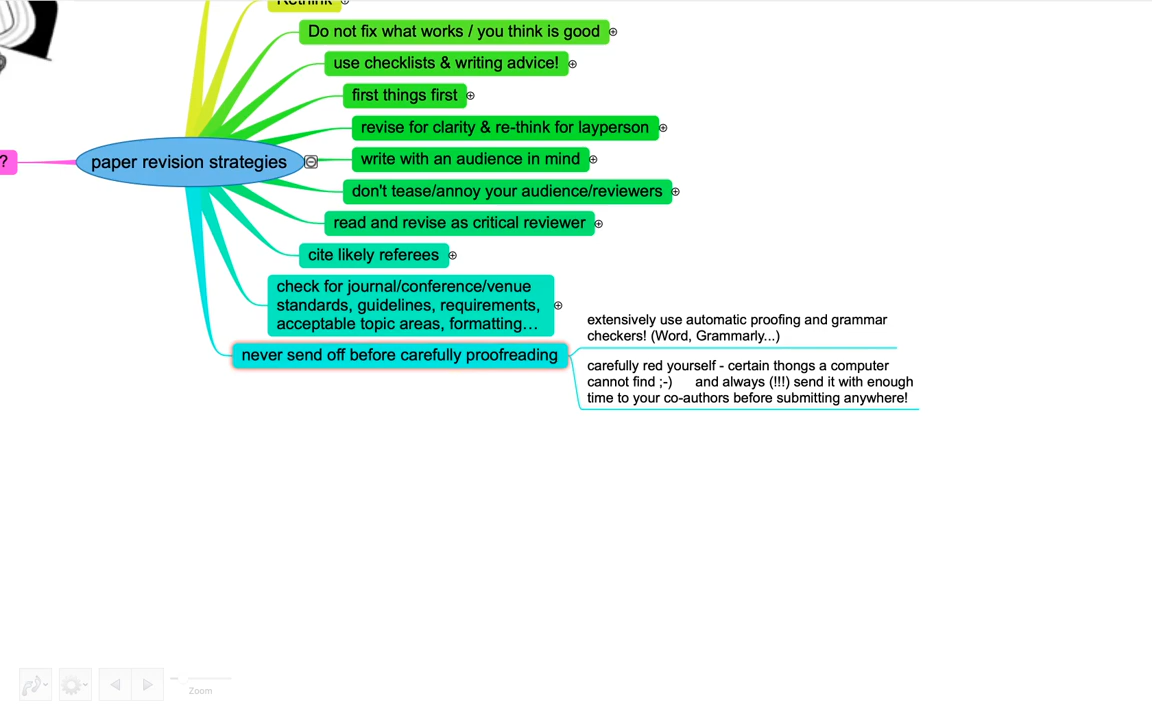 Rethink
Do not fix what works / you think is good
use checklists & writing advice!
first things first
revise for clarity & re-think for layperson
write with an audience in mind
?
paper revision strategies
don't tease/annoy your audience/reviewers
read and revise as critical reviewer
cite likely referees
check for journal/conference/venue
standards, guidelines, requirements,
acceptable topic areas, formatting…
never send off before carefully proofreading
extensively use automatic proofing and grammar
checkers! (Word, Grammarly...)
carefully red yourself - certain thongs a computer
cannot find ;-) and always (!!!) send it with enough
time to your co-authors before submitting anywhere!
Zoom